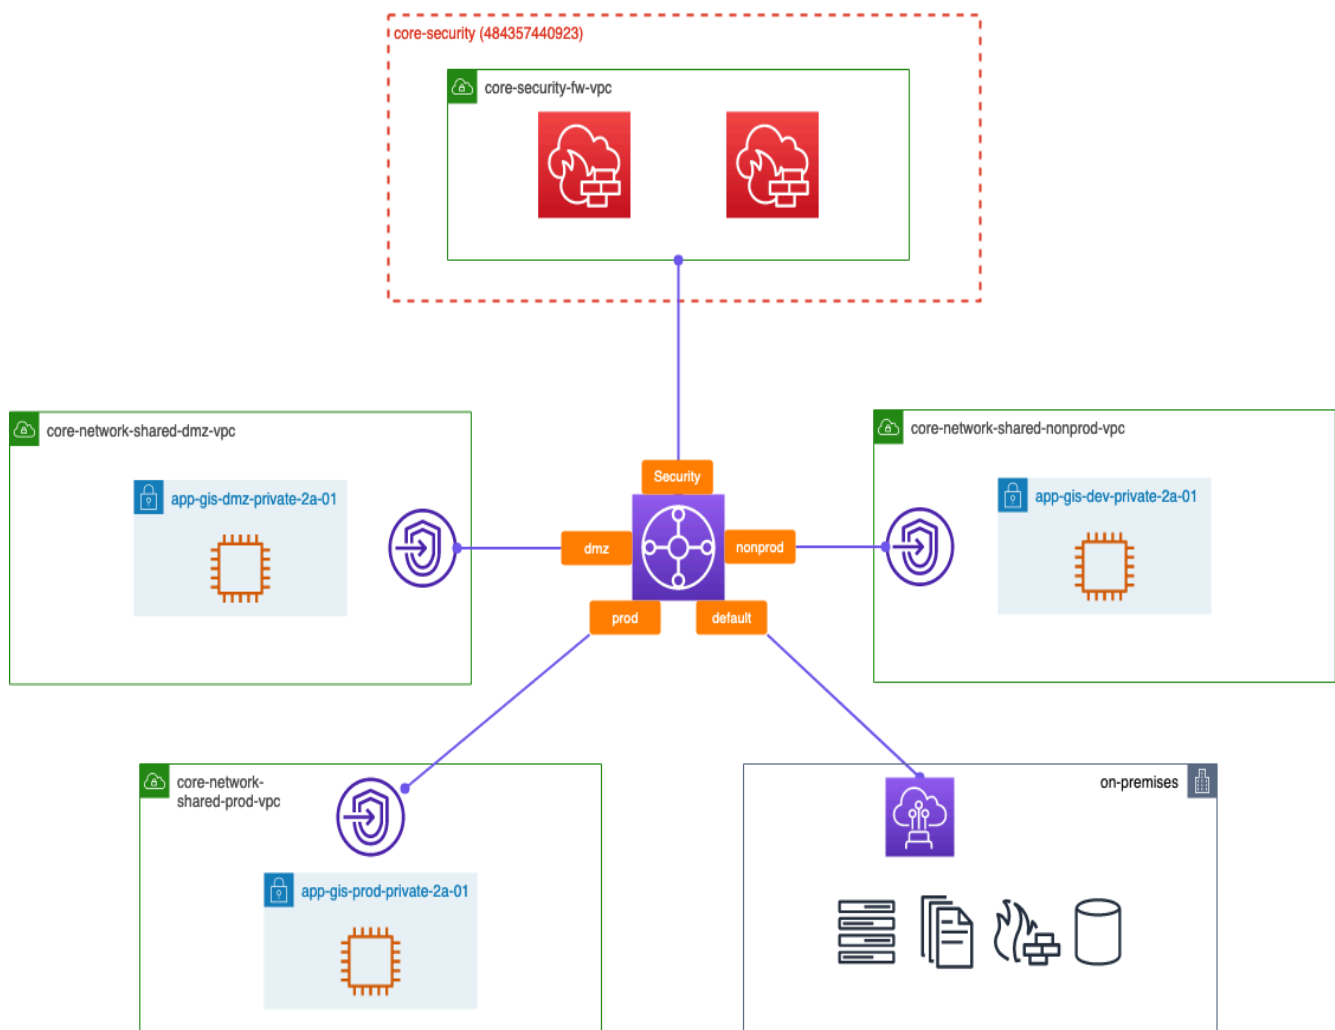 core-security (484357440923)
core-security-fw-vpc
core-network-shared-dmz-vpc
app-gis-dmz-private-2a-01
core-network-shared-nonprod-vpc
app-gis-dev-private-2a-01
Security
dmz
nonprod
prod
default
core-network-
shared-prod-vpc
app-gis-prod-private-2a-01
on-premises